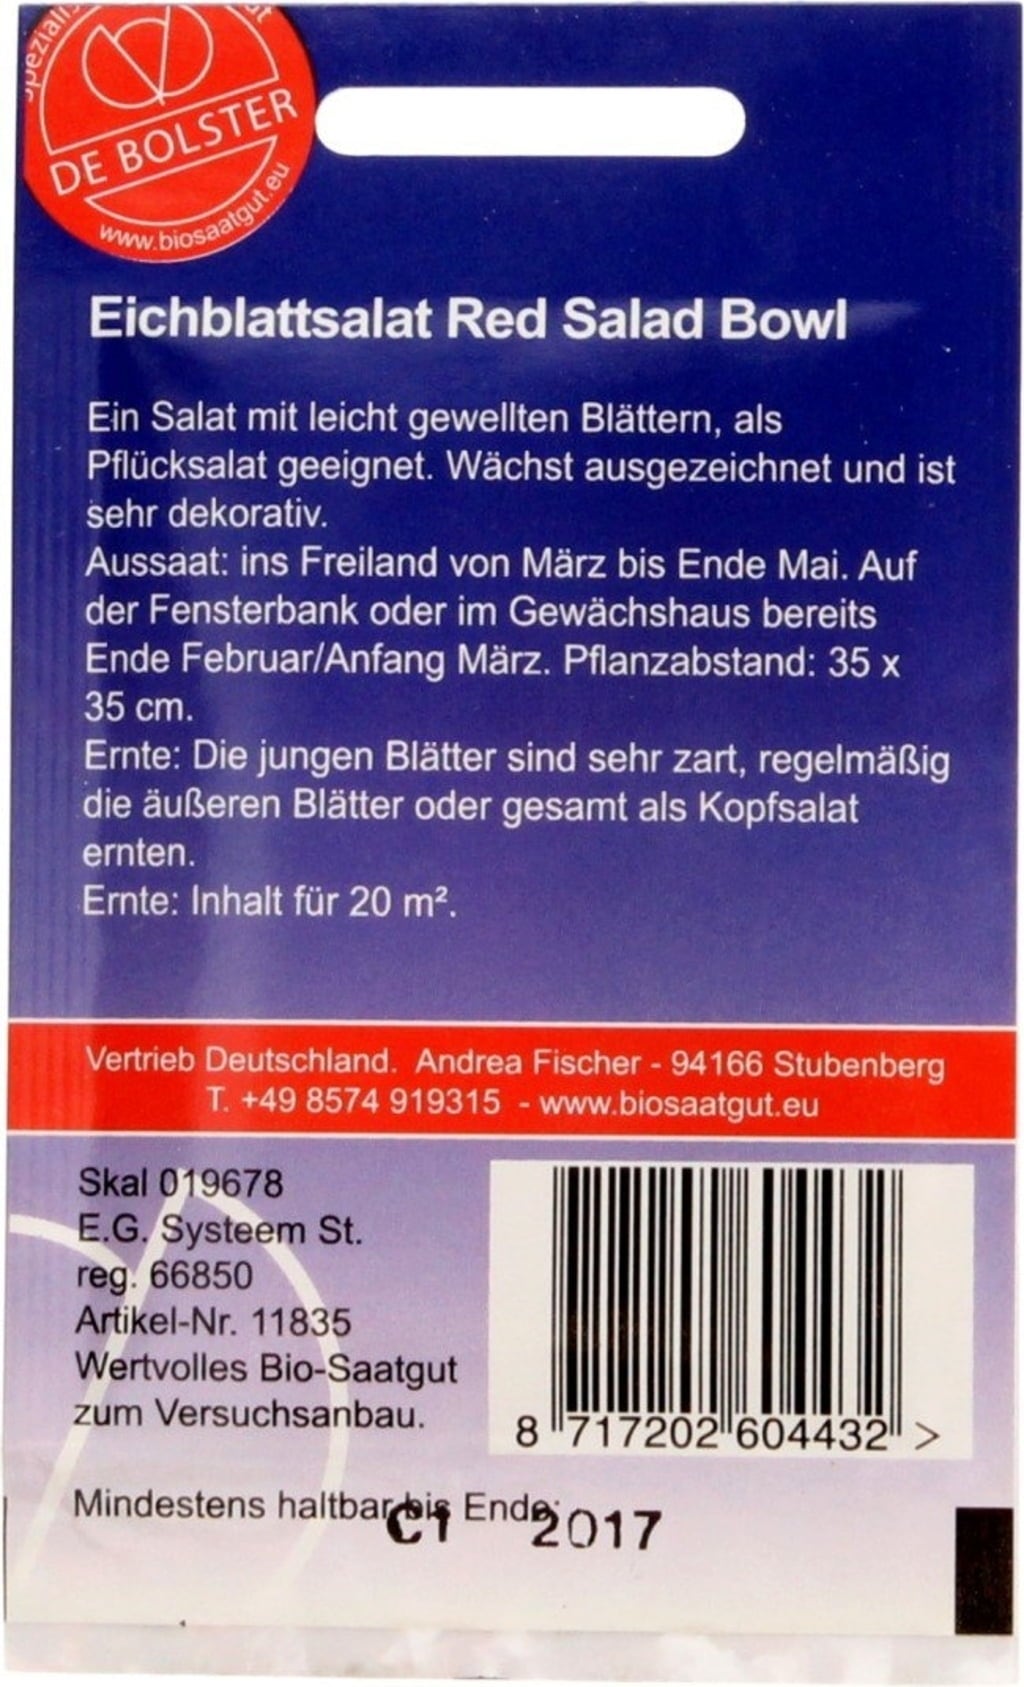 DE BOLSTER
www.biosaatgut.eu
Eichblattsalat Red Salad Bowl
Ein Salat mit leicht gewellten Blättern, als
Pflücksalat geeignet. Wächst ausgezeichnet und ist
sehr dekorativ.
Aussaat: ins Freiland von März bis Ende Mai. Auf
der Fensterbank oder im Gewächshaus bereits
Ende Februar/Anfang März. Pflanzabstand: 35 x
35 cm.
Ernte: Die jungen Blätter sind sehr zart, regelmäßig
die äußeren Blätter oder gesamt als Kopfsalat
ernten.
Ernte: Inhalt für 20 m².
Vertrieb Deutschland. Andrea Fischer - 94166 Stubenberg
T. +49 8574 919315 - www.biosaatgut.eu
Skal 019678
E.G. Systeem St.
reg. 66850
Artikel-Nr. 11835
Wertvolles Bio-Saatgut
zum Versuchsanbau.
8 717202 604432 >
Mindestens haltbar bis Ende:
C1 2017